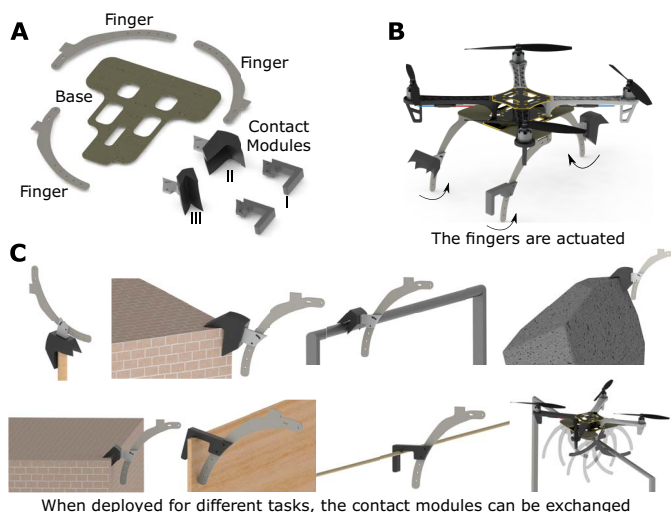 A
Finger
Finger
Base
Contact
Modules
Finger
I
II
III
B
The fingers are actuated
C
When deployed for different tasks, the contact modules can be exchanged